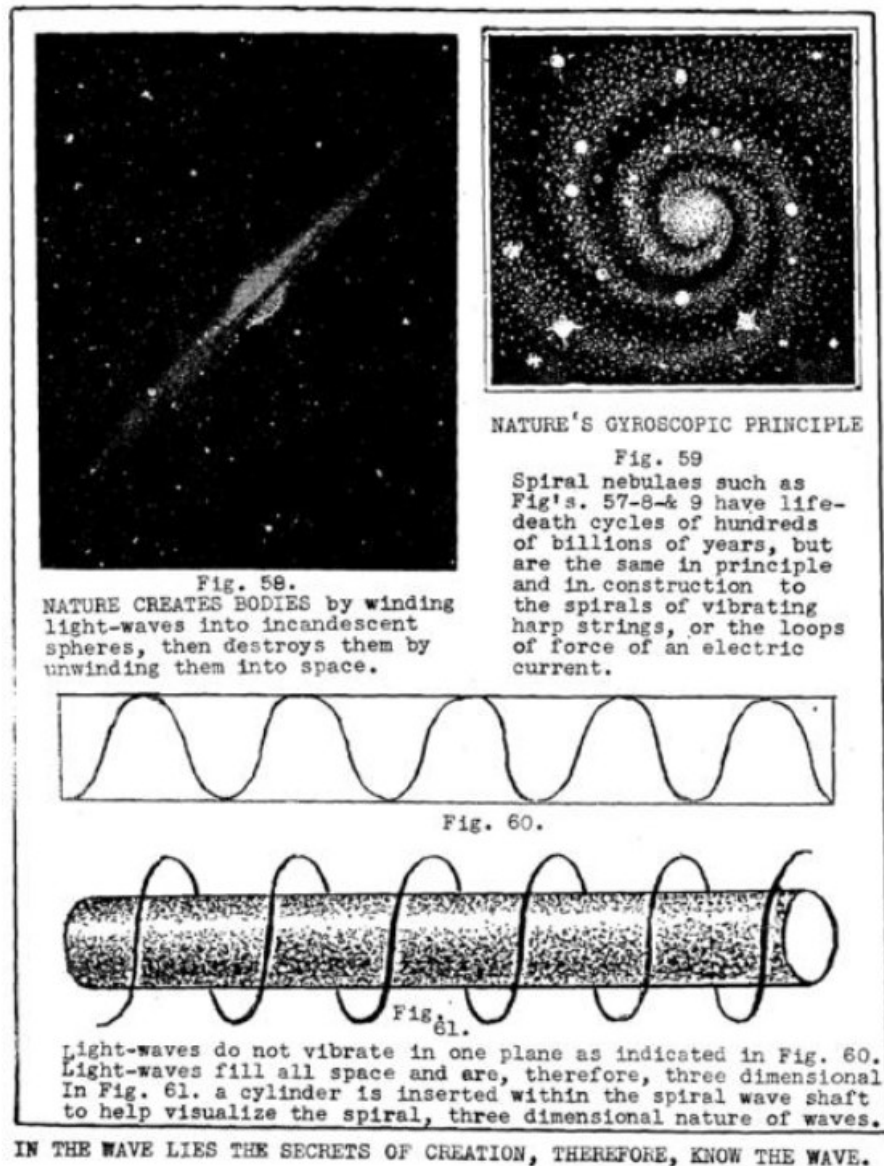 NATURE'S GYROSCOPIC PRINCIPLE
Fig. 59
Spiral nebulaes such as
Fig's. 57-8-& 9 have life-
death cycles of hundreds
of billions of years, but
are the same in principle
and in construction to
the spirals of vibrating
harp strings, or the loops
of force of an electric
current.
Fig. 58.
NATURE CREATES BODIES by winding
light-waves into incandescent
spheres, then destroys them by
unwinding them into space.
Fig. 60.
Fig.
61.
Light-waves do not vibrate in one plane as indicated in Fig. 60.
Light-waves fill all space and are, therefore, three dimensional
In Fig. 61. a cylinder is inserted within the spiral wave shaft
to help visualize the spiral, three dimensional nature of waves.
IN THE WAVE LIES THE SECRETS OF CREATION, THEREFORE, KNOW THE WAVE.